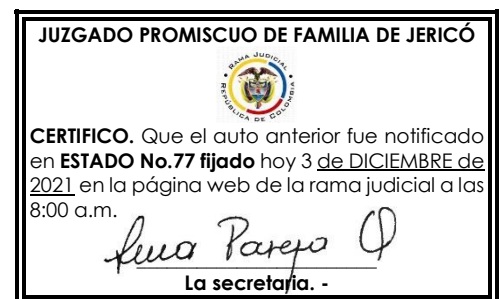 JUZGADO PROMISCUO DE FAMILIA DE JERICÓ
RAMA JUDICIAL
REPÚBLICA DE COLOMBIA
CERTIFICO. Que el auto anterior fue notificado
en ESTADO No.77 fijado hoy 3 de DICIEMBRE de
2021 en la página web de la rama judicial a las
8:00 a.m.
Pareja
La secretaria. -